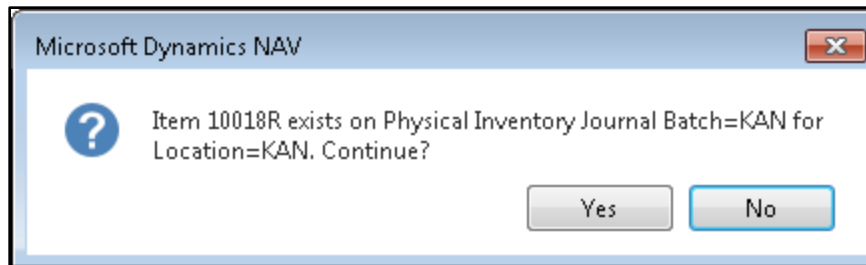 Microsoft Dynamics NAV
Item 10018R exists on Physical Inventory Journal Batch=KAN for
Location=KAN. Continue?
Yes
No